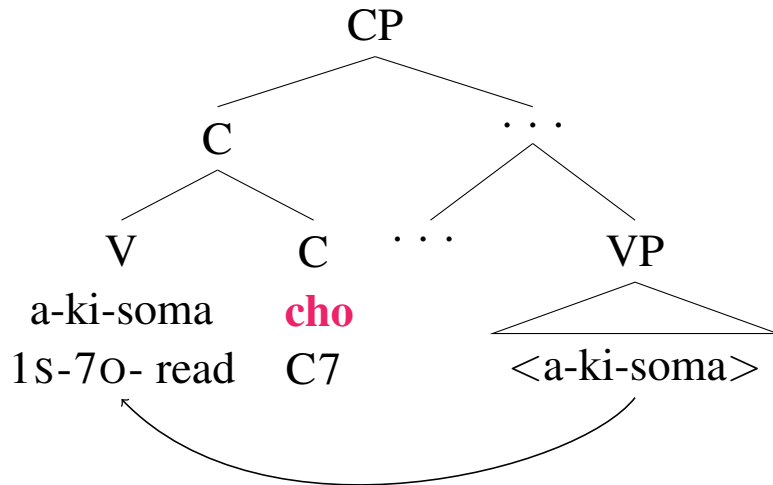 CP
C . . .
V C . . . VP
a-ki-soma cho
1S-7O- read C7 <a-ki-soma>